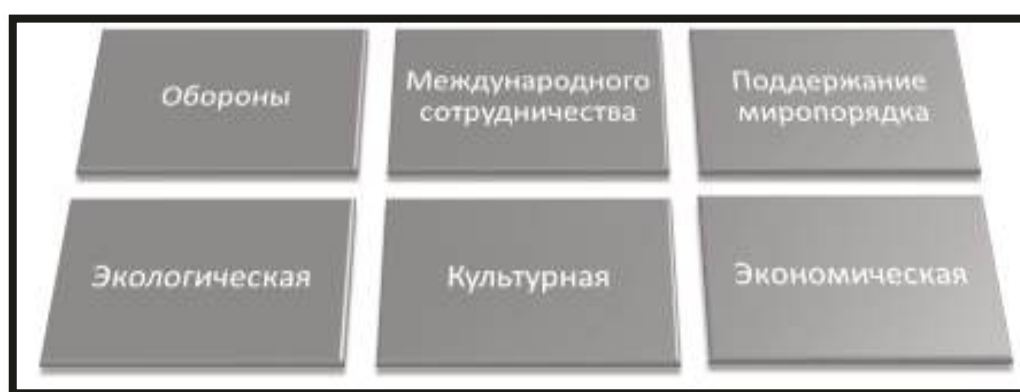 Обороны
Международного
сотрудничества
Поддержание
миропорядка
Экологическая
Культурная
Экономическая